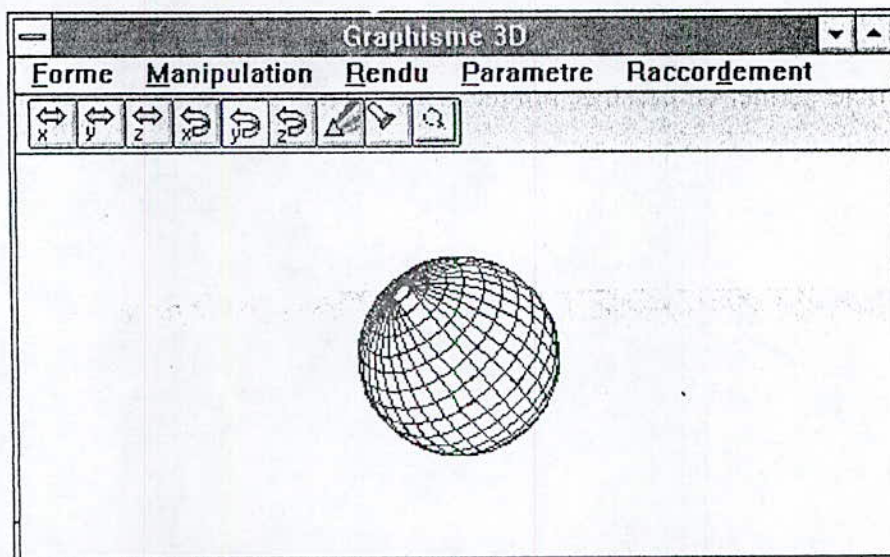 Graphisme 3D
Forme Manipulation Rendu Parametre Raccordement
x y z x y z